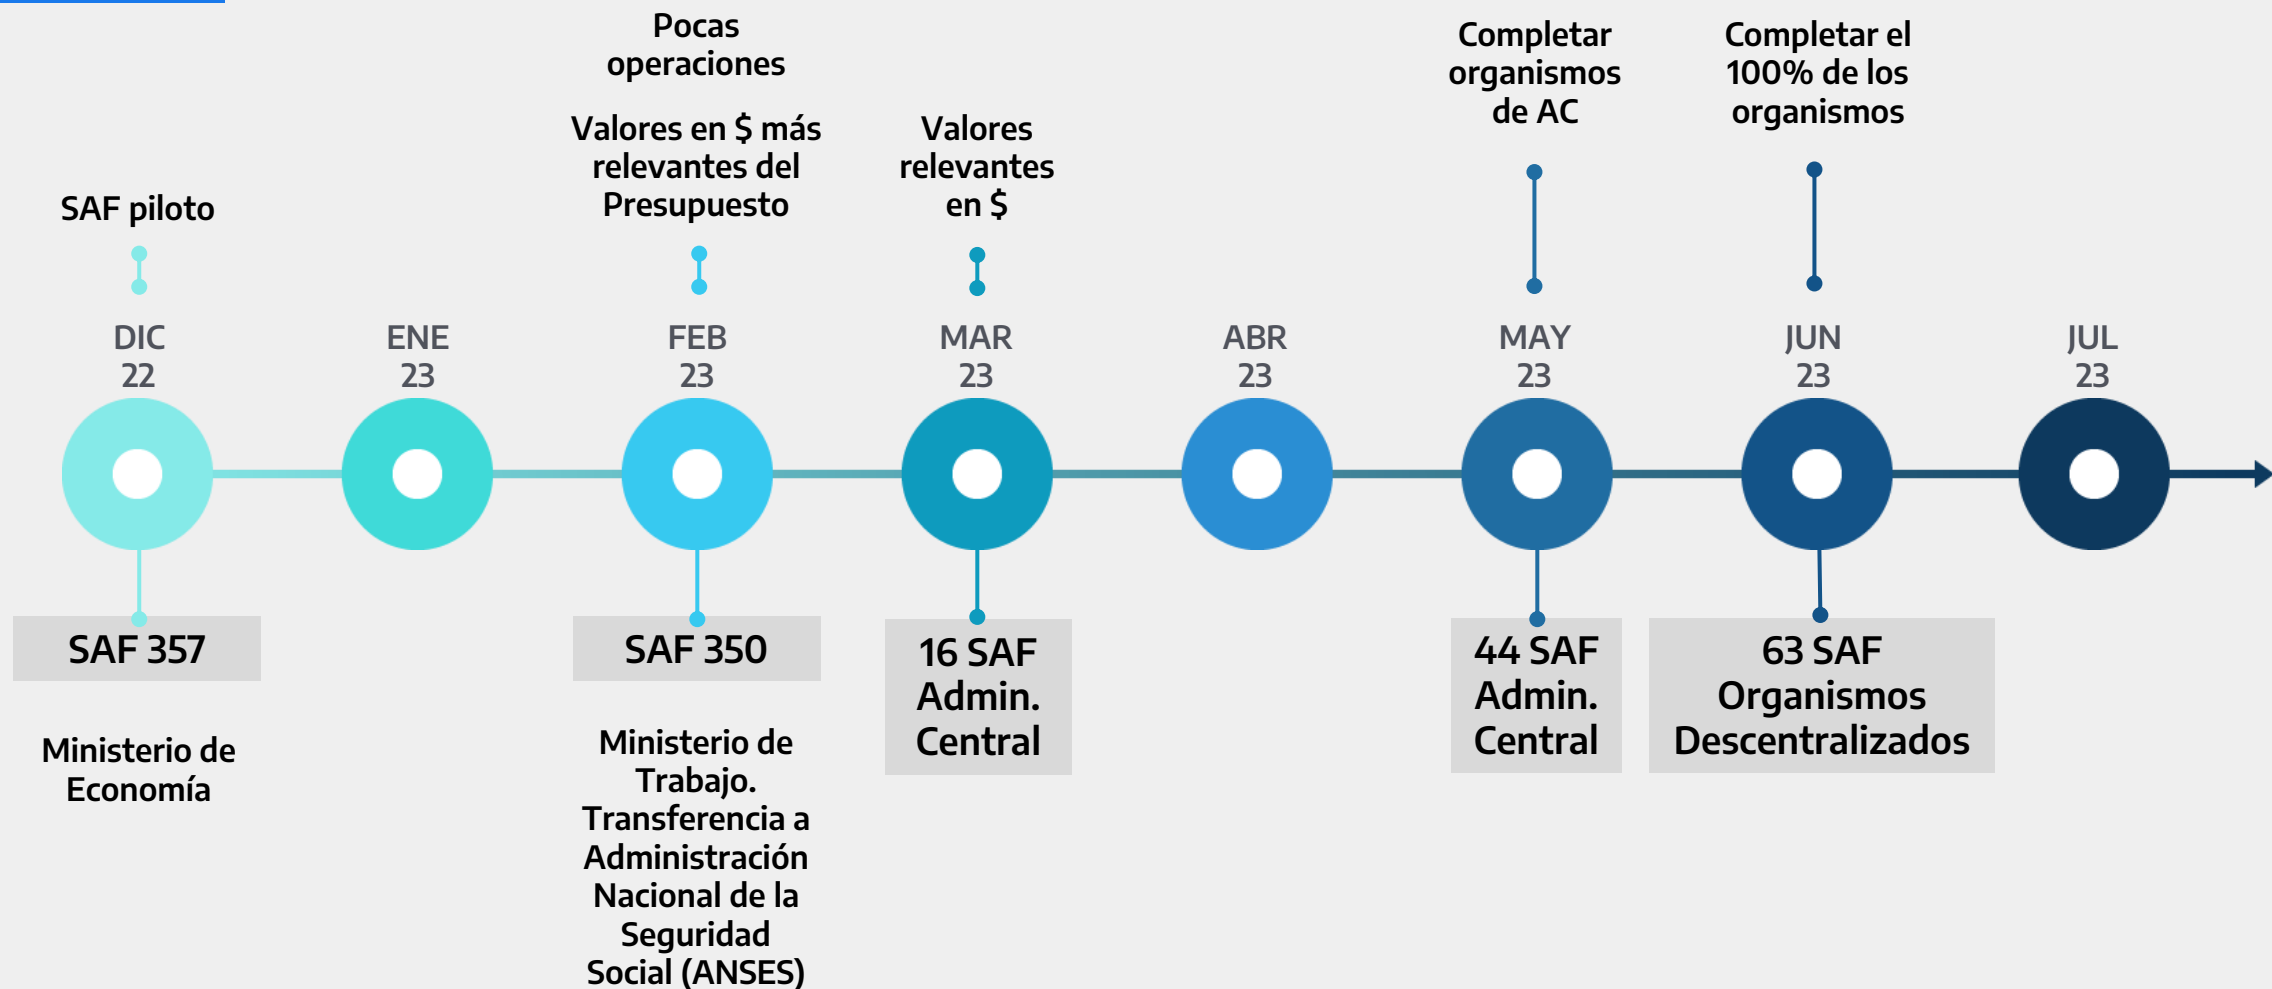 SAF piloto
Pocas
operaciones
Valores en $ más
relevantes del
Presupuesto
Valores
relevantes
en $
Completar
organismos
de AC
Completar el
100% de los
organismos
DIC
22
ENE
23
FEB
23
MAR
23
ABR
23
MAY
23
JUN
23
JUL
23
SAF 357
Ministerio de
Economía
SAF 350
Ministerio de
Trabajo.
Transferencia a
Administración
Nacional de la
Seguridad
Social (ANSES)
16 SAF
Admin.
Central
44 SAF
Admin.
Central
63 SAF
Organismos
Descentralizados